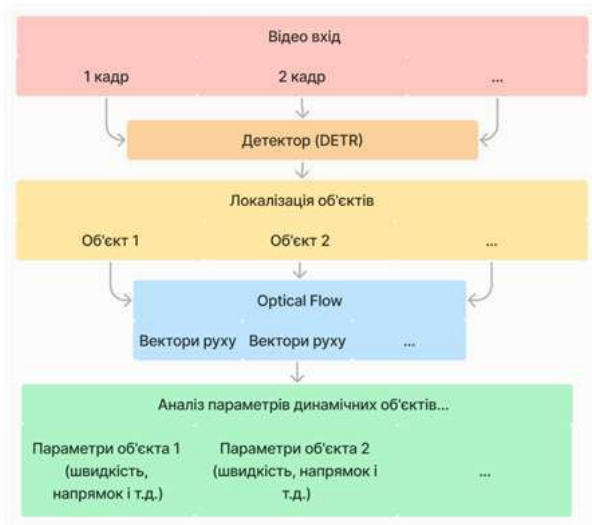 Відео вхід
1 кадр 2 кадр ...
Детектор (DETR)
Локалізація об'єктів
Об'єкт 1 Об'єкт 2 ...
Optical Flow
Вектори руху Вектори руху ...
Аналіз параметрів динамічних об'єктів...
Параметри об'єкта 1
(швидкість,
напрямок і т.д.)
Параметри об'єкта 2
(швидкість, напрямок і
т.д.)
...